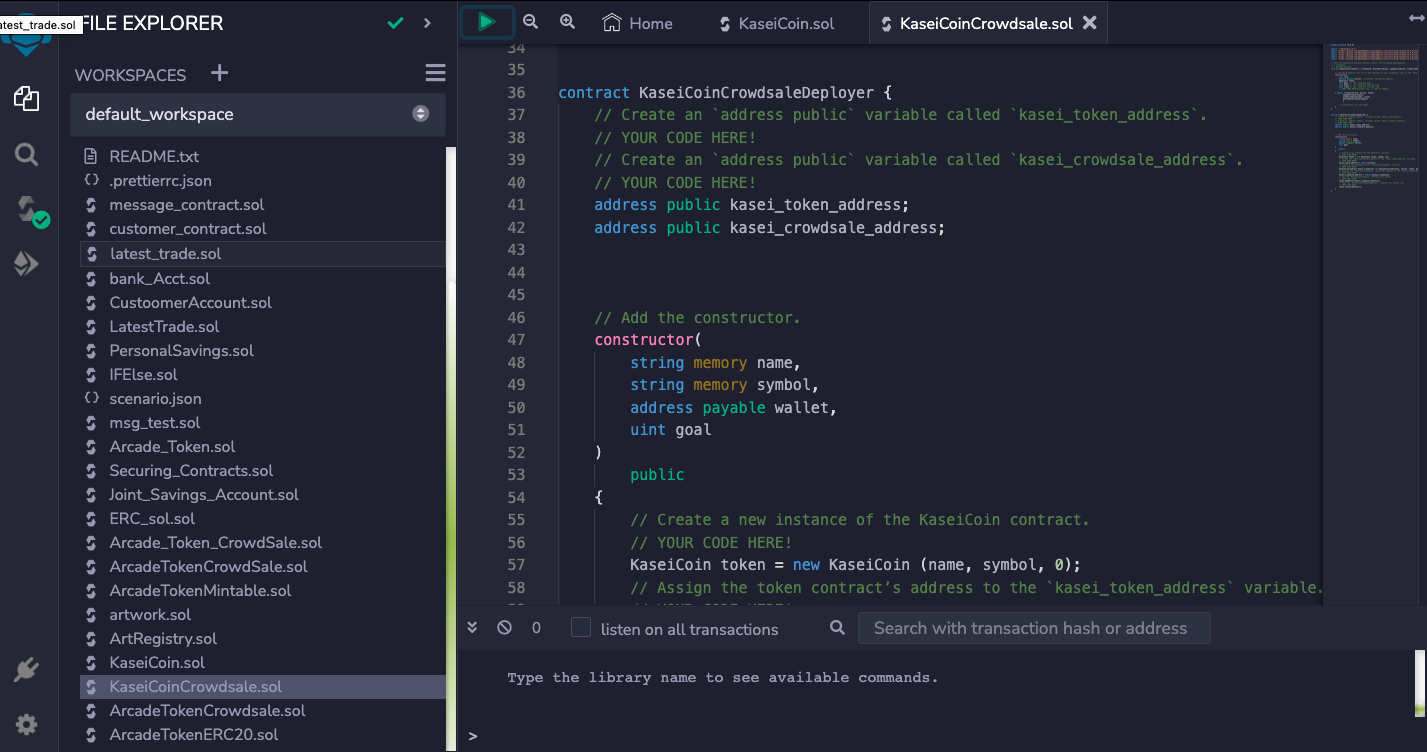 latest_trade.sol
FILE EXPLORER
WORKSPACES
default_workspace
README.txt
.prettierrc.json
message_contract.sol
customer_contract.sol
latest_trade.sol
bank_Acct.sol
CustoomerAccount.sol
LatestTrade.sol
PersonalSavings.sol
IFElse.sol
scenario.json
msg_test.sol
Arcade_Token.sol
Securing_Contracts.sol
Joint_Savings_Account.sol
ERC_sol.sol
Arcade_Token_CrowdSale.sol
ArcadeTokenCrowdSale.sol
ArcadeTokenMintable.sol
artwork.sol
ArtRegistry.sol
KaseiCoin.sol
KaseiCoinCrowdsale.sol
ArcadeTokenCrowdsale.sol
ArcadeTokenERC20.sol
Home KaseiCoin.sol KaseiCoinCrowdsale.sol
34
35
36 contract KaseiCoinCrowdsaleDeployer {
37 // Create an `address public` variable called `kasei_token_address`.
38 // YOUR CODE HERE!
39 // Create an `address public` variable called `kasei_crowdsale_address`.
40 // YOUR CODE HERE!
41 address public kasei_token_address;
42 address public kasei_crowdsale_address;
43
44
45
46 // Add the constructor.
47 constructor(
48 string memory name,
49 string memory symbol,
50 address payable wallet,
51 uint goal
52 )
53 public
54 {
55 // Create a new instance of the KaseiCoin contract.
56 // YOUR CODE HERE!
57 KaseiCoin token = new KaseiCoin (name, symbol, 0);
58 // Assign the token contract's address to the `kasei_token_address` variable.
0 listen on all transactions Search with transaction hash or address
Type the library name to see available commands.
>